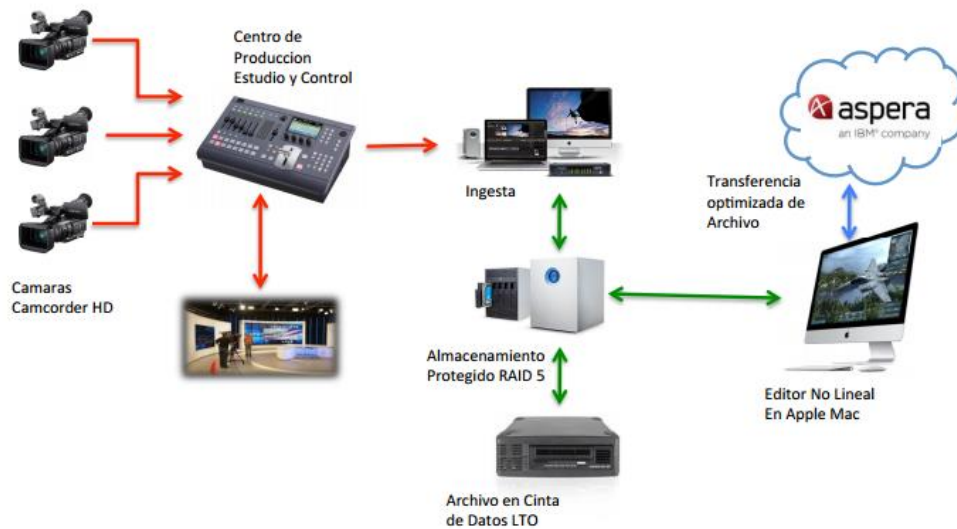 Centro de
Produccion
Estudio y Control
Camaras
Camcorder HD
Ingesta
Almacenamiento
Protegido RAID 5
Archivo en Cinta
de Datos LTO
aspera
an IBM® company
Transferencia
optimizada de
Archivo
Editor No Lineal
En Apple Mac